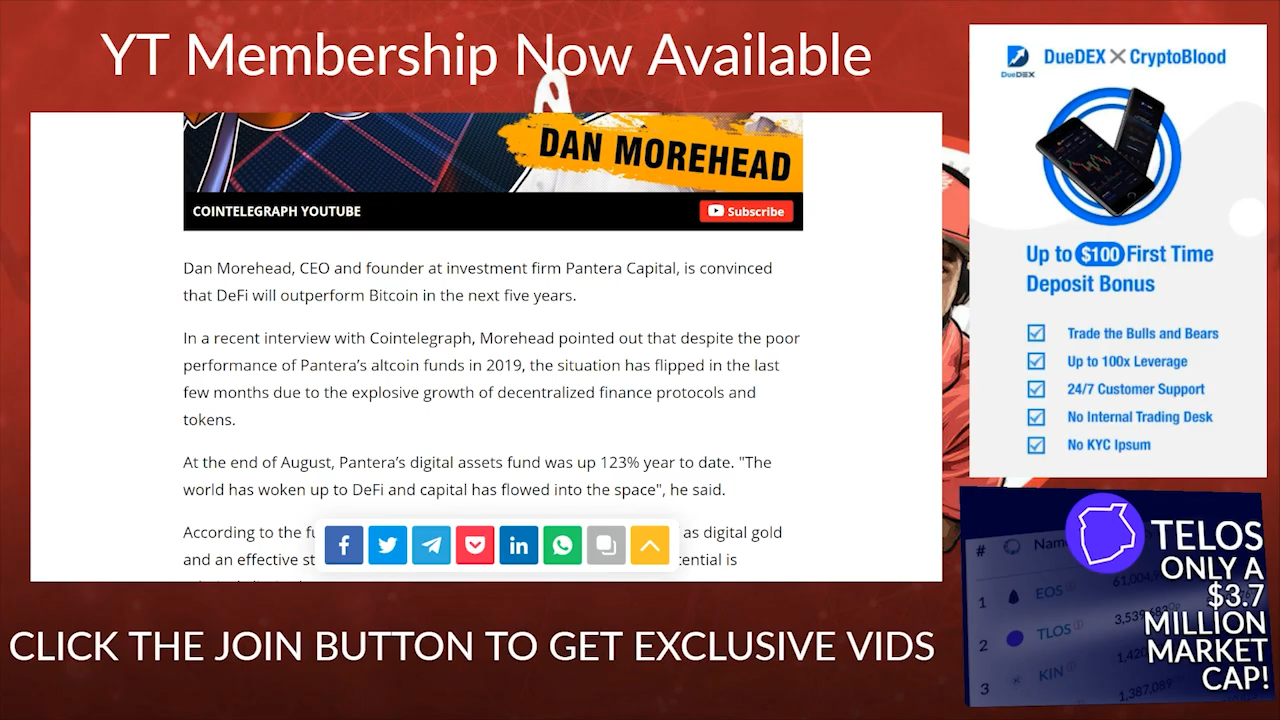 YT Membership Now Available
DAN MOREHEAD
COINTELEGRAPH YOUTUBE
Subscribe
Dan Morehead, CEO and founder at investment firm Pantera Capital, is convinced
that DeFi will outperform Bitcoin in the next five years.
In a recent interview with Cointelegraph, Morehead pointed out that despite the poor
performance of Pantera's altcoin funds in 2019, the situation has flipped in the last
few months due to the explosive growth of decentralized finance protocols and
tokens.
At the end of August, Pantera's digital assets fund was up 123% year to date. "The
world has woken up to DeFi and capital has flowed into the space", he said.
According to the as digital gold
and an effective is
CLICK THE JOIN BUTTON TO GET EXCLUSIVE VIDS
DueDEX
DueDEX X CryptoBlood
Up to $100 First Time
Deposit Bonus
Trade the Bulls and Bears
Up to 100x Leverage
24/7 Customer Support
No Internal Trading Desk
No KYC Ipsum
TELOS
ONLY A
$3.7
MILLION
MARKET
CAP!
#
1 EOS
2 TLOS
3 KIN
1,387,089